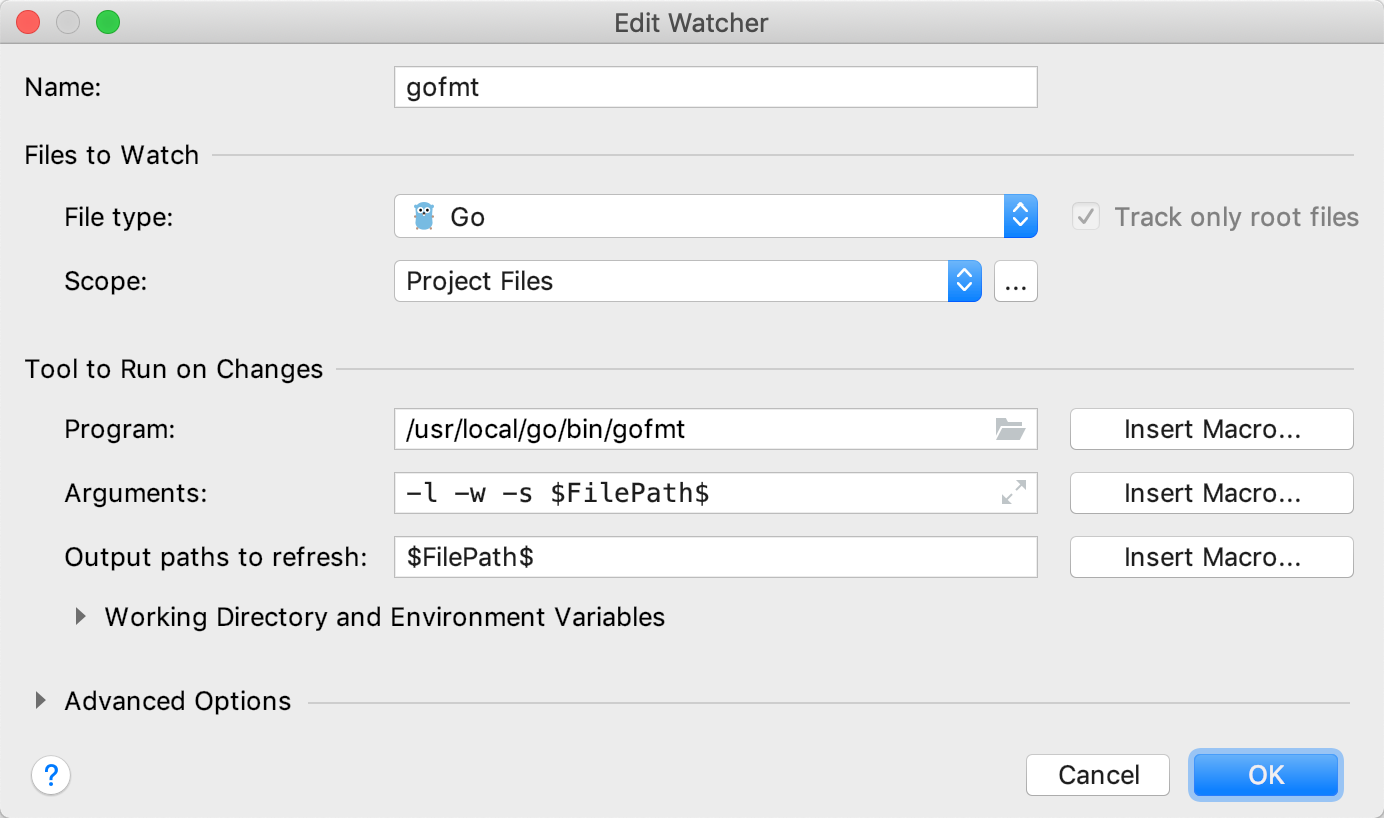 Edit Watcher
Name: gofmt
Files to Watch
File type: Go Track only root files
Scope: Project Files ...
Tool to Run on Changes
Program: /usr/local/go/bin/gofmt Insert Macro...
Arguments: -l -w -s $FilePath$ Insert Macro...
Output paths to refresh: $FilePath$ Insert Macro...
Working Directory and Environment Variables
Advanced Options
? Cancel OK